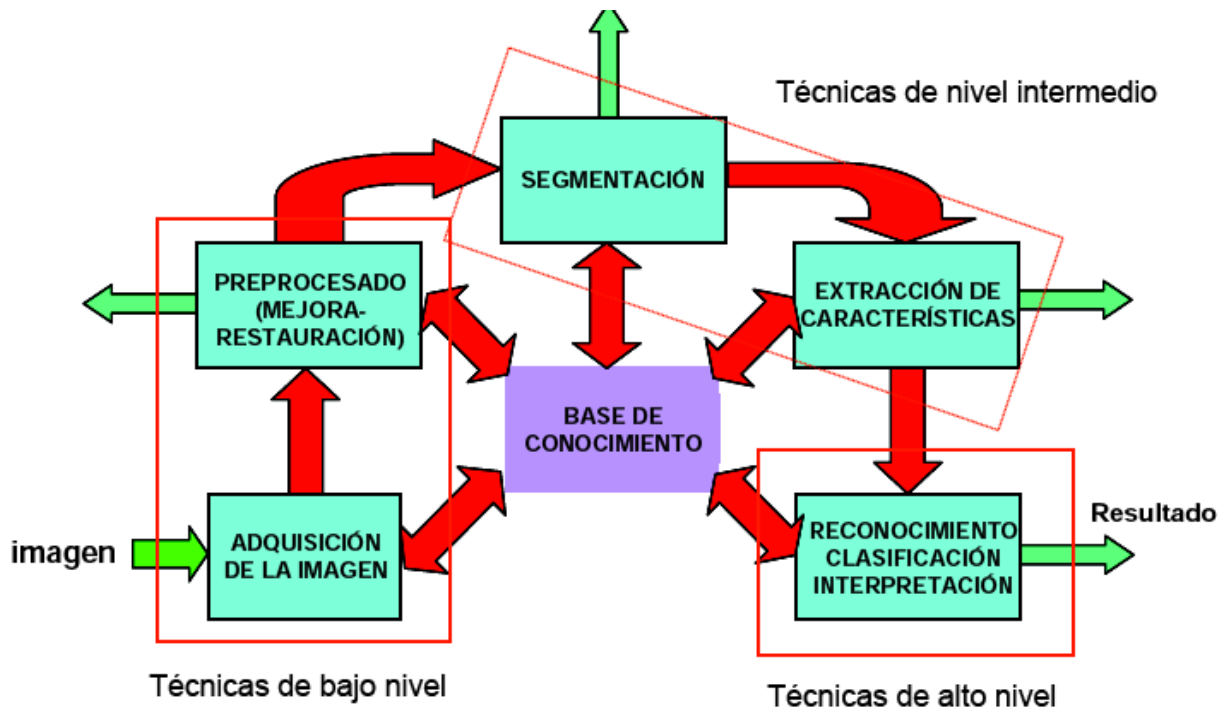 Técnicas de nivel intermedio
SEGMENTACIÓN
PREPROCESADO
(MEJORA-
RESTAURACIÓN)
EXTRACCIÓN DE
CARACTERÍSTICAS
BASE DE
CONOCIMIENTO
imagen
ADQUISICIÓN
DE LA IMAGEN
RECONOCIMIENTO
CLASIFICACIÓN
INTERPRETACIÓN
Resultado
Técnicas de bajo nivel
Técnicas de alto nivel